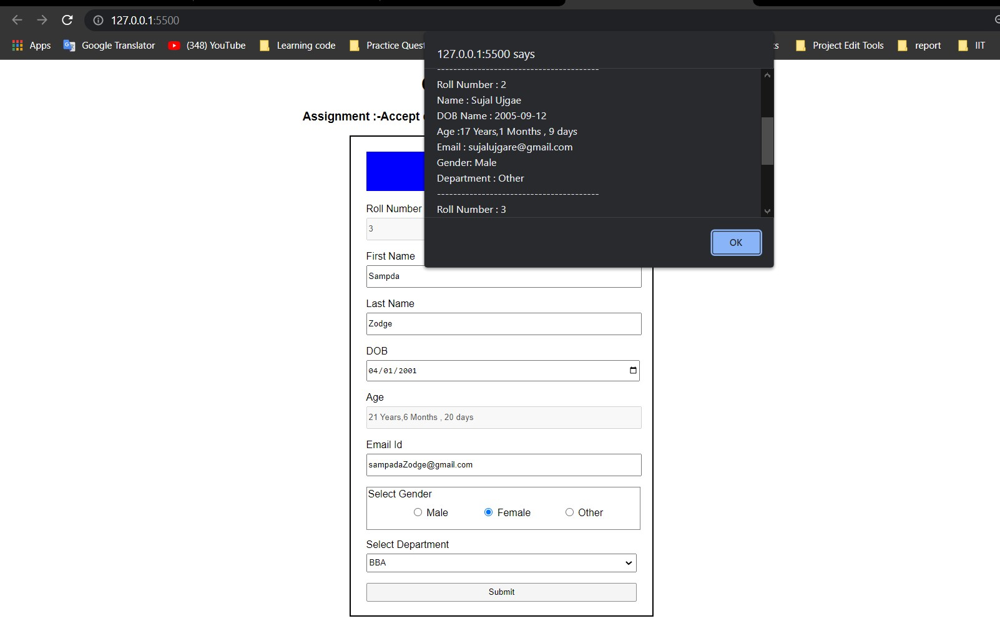 127.0.0.1:5500
Apps Google Translator (348) YouTube Learning code Practice Project Edit Tools report IIT
127.0.0.1:5500 says
----------------------------------------
Roll Number : 2
Name : Sujal Ujgae
DOB Name : 2005-09-12
Age :17 Years,1 Months , 9 days
Email : sujalujgare@gmail.com
Gender: Male
Department : Other
----------------------------------------
Roll Number : 3
OK
Assignment :-Accept
Roll Number
3
First Name
Sampda
Last Name
Zodge
DOB
04/01/2001
Age
21 Years,6 Months , 20 days
Email Id
sampadaZodge@gmail.com
Select Gender
Male Female Other
Select Department
BBA
Submit